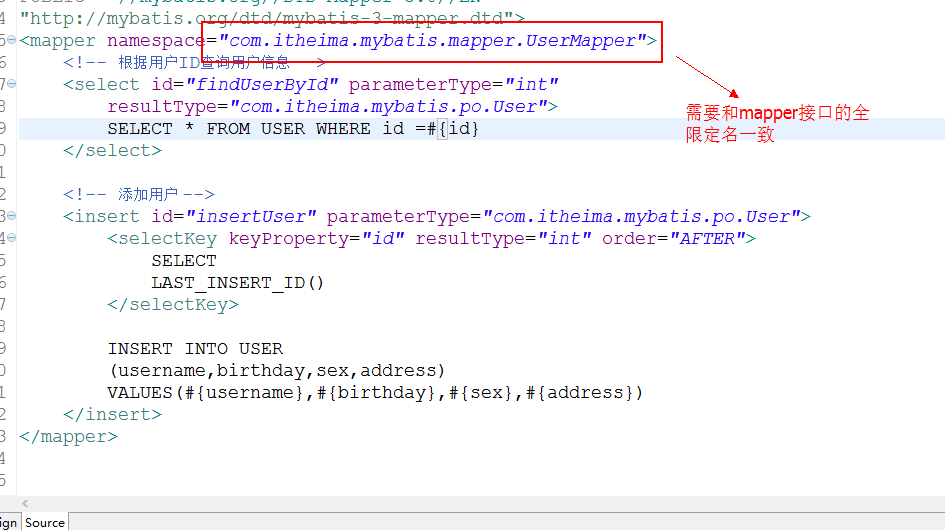 "http://mybatis.org/dtd/mybatis-3-mapper.dtd">
<mapper namespace="com.itheima.mybatis.mapper.UserMapper">
<!-- 根据用户ID查询用户信息 -->
<select id="findUserById" parameterType="int"
resultType="com.itheima.mybatis.po.User">
SELECT * FROM USER WHERE id =#{id}
</select>
需要和mapper接口的全
限定名一致
<!-- 添加用户 -->
<insert id="insertUser" parameterType="com.itheima.mybatis.po.User">
<selectKey keyProperty="id" resultType="int" order="AFTER">
SELECT
LAST_INSERT_ID()
</selectKey>
INSERT INTO USER
(username,birthday,sex,address)
VALUES(#{username},#{birthday},#{sex},#{address})
</insert>
</mapper>
ign Source